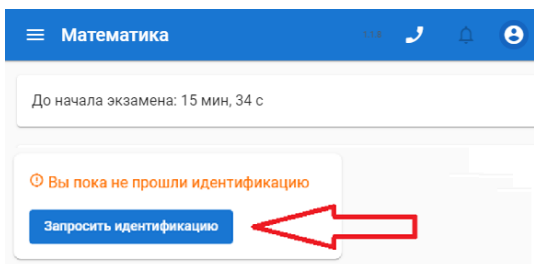 Математика
До начала экзамена: 15 мин, 34 с
Вы пока не прошли идентификацию
Запросить идентификацию